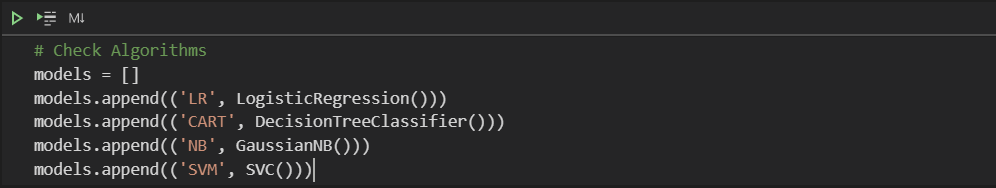 M↓
# Check Algorithms
models = []
models.append(('LR', LogisticRegression()))
models.append(('CART', DecisionTreeClassifier()))
models.append(('NB', GaussianNB()))
models.append(('SVM', SVC()))